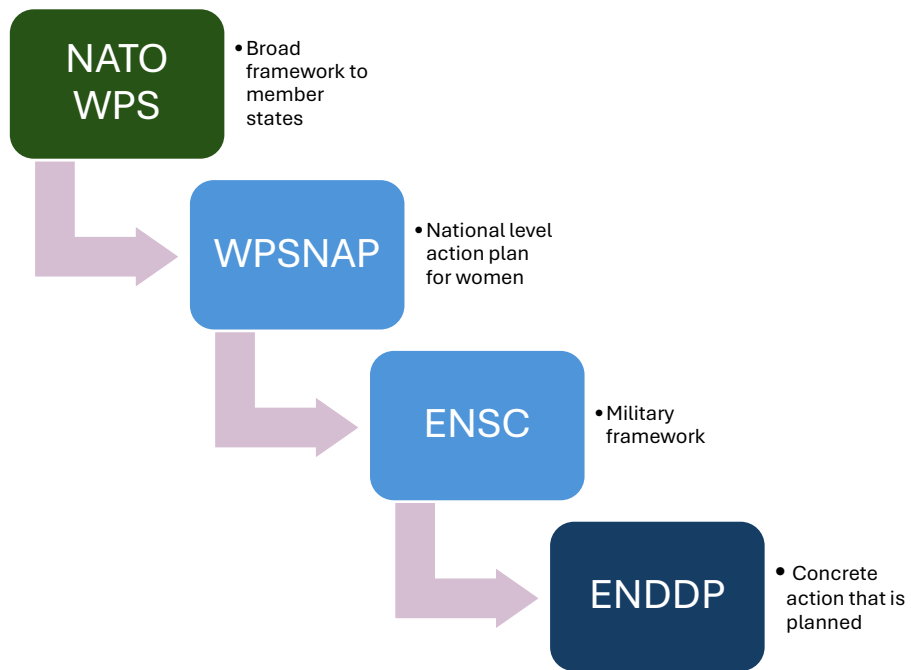 NATO
WPS
• Broad
framework to
member
states
WPSNAP
• National level
action plan
for women
ENSC
• Military
framework
ENDDP
• Concrete
action that is
planned